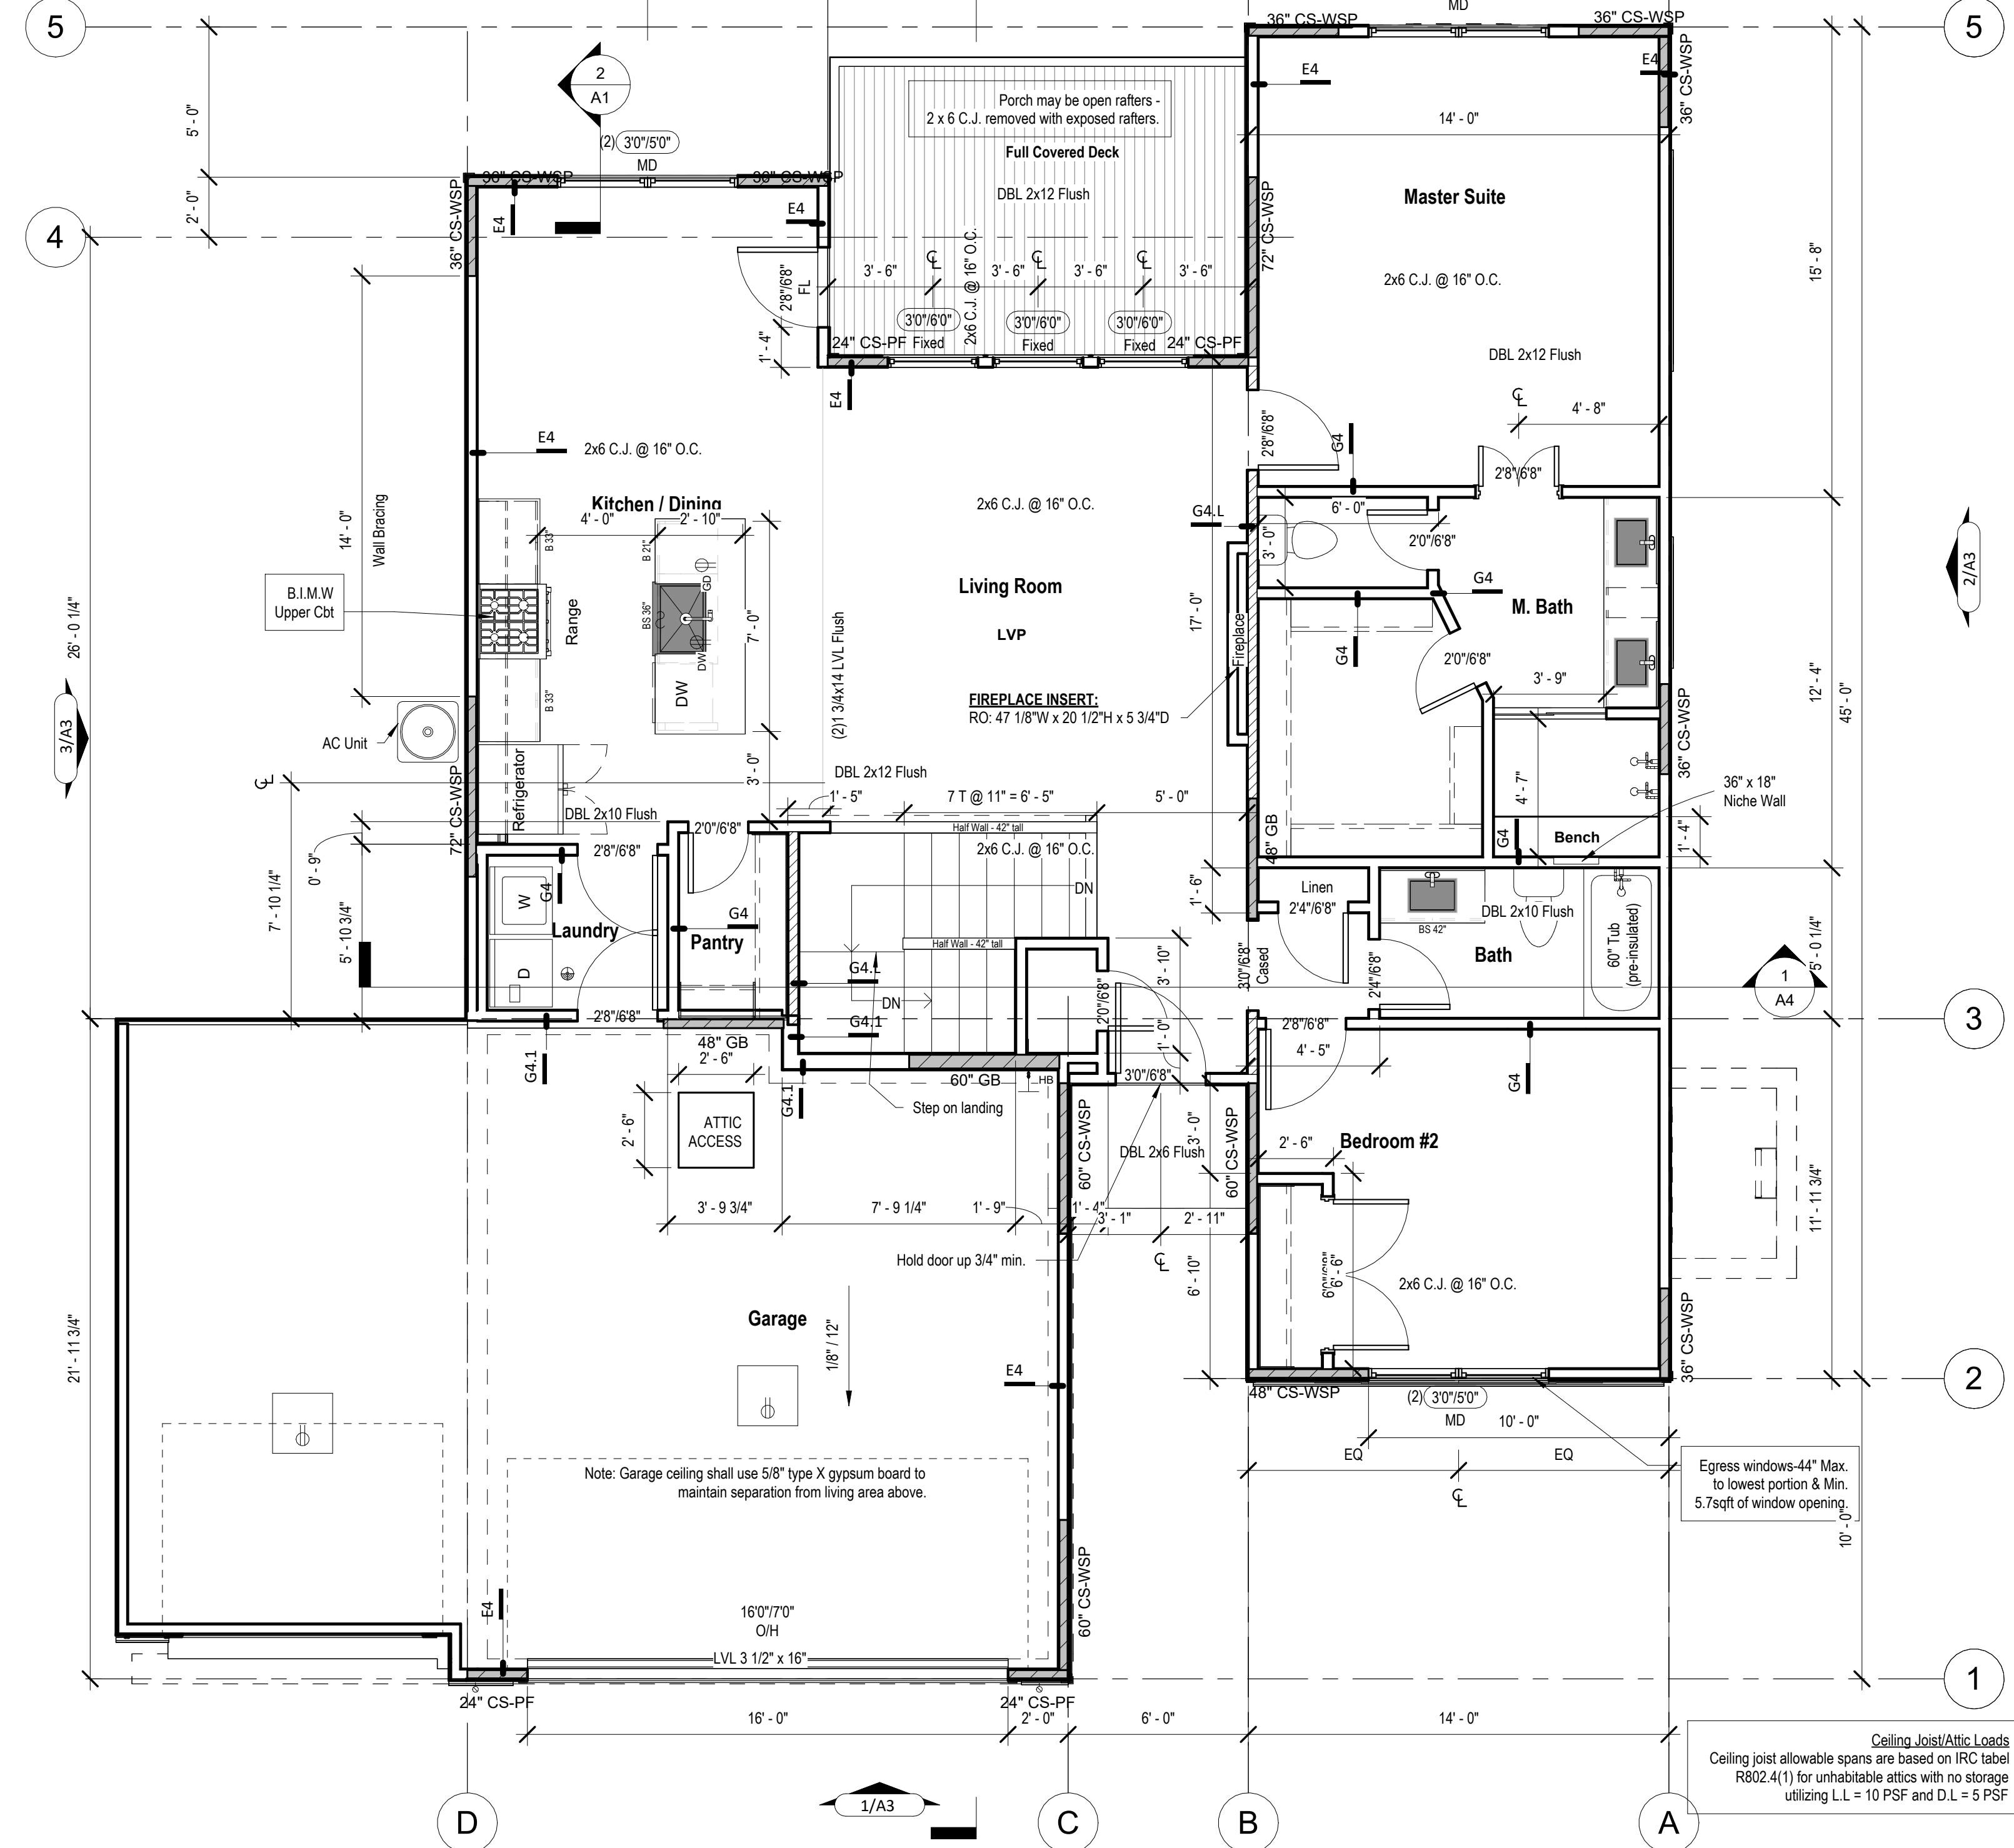 MD
36" CS-WSP
36" CS-WSP
5
5
2
A1
5' - 0"
Porch may be open rafters -
2 x 6 C.J. removed with exposed rafters.
E4
E4
36" CS-WSP
14' - 0"
(2) 3'0"/5'0"
MD
Full Covered Deck
36" CS-WSP
36" CS-WSP
DBL 2x12 Flush
Master Suite
2' - 0"
36" CS-WSP
E4
E4
72" CS-WSP
4
2'8"/6'8"
FL
3' - 6"
2x6 C.J. @ 16" O.C.
3' - 6"
3' - 6"
3' - 6"
2x6 C.J. @ 16" O.C.
15' - 8"
3'0"/6'0"
3'0"/6'0"
3'0"/6'0"
1' - 4"
24" CS-PF
Fixed
Fixed
Fixed
24" CS-PF
DBL 2x12 Flush
E4
4' - 8"
E4
2x6 C.J. @ 16" O.C.
2'8"/6'8"
G4
2'8"/6'8"
Kitchen / Dining
2x6 C.J. @ 16" O.C.
4' - 0"
2' - 10"
G4.L
6' - 0"
14' - 0"
Wall Bracing
B 33"
B 21"
3' - 0"
2'0"/6'8"
2/A3
B.I.M.W
Upper Cbt
Range
BS 36"
GD
DW
DW
7' - 0"
Living Room
LVP
G4
M. Bath
26' - 0 1/4"
(2)1 3/4x14 LVL Flush
17' - 0"
Fireplace
G4
2'0"/6'8"
3' - 9"
12' - 4"
45' - 0"
B 33"
FIREPLACE INSERT:
RO: 47 1/8"W x 20 1/2"H x 5 3/4"D
3/A3
AC Unit
36" CS-WSP
Refrigerator
3' - 0"
DBL 2x12 Flush
4' - 7"
36" x 18"
Niche Wall
72" CS-WSP
DBL 2x10 Flush
1' - 5"
7 T @ 11" = 6' - 5"
5' - 0"
2'0"/6'8"
Half Wall - 42" tall
48" GB
G4
Bench
1' - 4"
0' - 9"
2'8"/6'8"
2x6 C.J. @ 16" O.C.
7' - 10 1/4"
W
G4
DN
1' - 6"
Linen
2'4"/6'8"
DBL 2x10 Flush
BS 42"
60" Tub
(pre-insulated)
Laundry
G4
Pantry
Half Wall - 42" tall
Bath
5' - 10 3/4"
D
G4.L
3' - 10"
3'0"/6'8"
Cased
2'4"/6'8"
1
A4
5' - 0 1/4"
DN
2'0"/6'8"
2'8"/6'8"
G4.1
1' - 0"
2'8"/6'8"
3
48" GB
2' - 6"
4' - 5"
G4.1
G4.1
60" GB
HB
3'0"/6'8"
G4
Step on landing
ATTIC
ACCESS
2' - 6"
60" CS-WSP
DBL 2x6 Flush
3' - 0"
60" CS-WSP
2' - 6"
Bedroom #2
3' - 9 3/4"
7' - 9 1/4"
1' - 9"
1' - 4"
3' - 1"
2' - 11"
11' - 11 3/4"
Hold door up 3/4" min.
6' - 10"
6' - 6"
2x6 C.J. @ 16" O.C.
Garage
1/8" / 12"
21' - 11 3/4"
36" CS-WSP
E4
2
48" CS-WSP
(2) 3'0"/5'0"
MD
10' - 0"
EQ
EQ
Note: Garage ceiling shall use 5/8" type X gypsum board to
maintain separation from living area above.
Egress windows-44" Max.
to lowest portion & Min.
5.7sqft of window opening.
10' - 0"
60" CS-WSP
E4
16'0"/7'0"
O/H
LVL 3 1/2" x 16"
1
24" CS-PF
24" CS-PF
16' - 0"
2' - 0"
6' - 0"
14' - 0"
Ceiling Joist/Attic Loads
Ceiling joist allowable spans are based on IRC tabel
R802.4(1) for unhabitable attics with no storage
utilizing L.L = 10 PSF and D.L = 5 PSF
1/A3
D
C
B
A